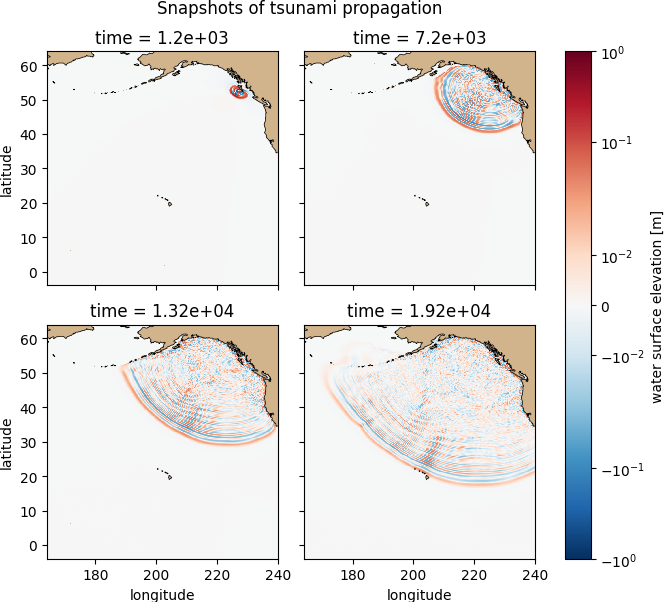 Snapshots of tsunami propagation
time = 1.2e+03
time = 7.2e+03
60
50
40
30
20
10
0
latitude
time = 1.32e+04
time = 1.92e+04
60
50
40
30
20
10
0
latitude
180 200 220 240
180 200 220 240
longitude
longitude
10⁰
10⁻¹
10⁻²
0
−10⁻²
−10⁻¹
−10⁰
water surface elevation [m]